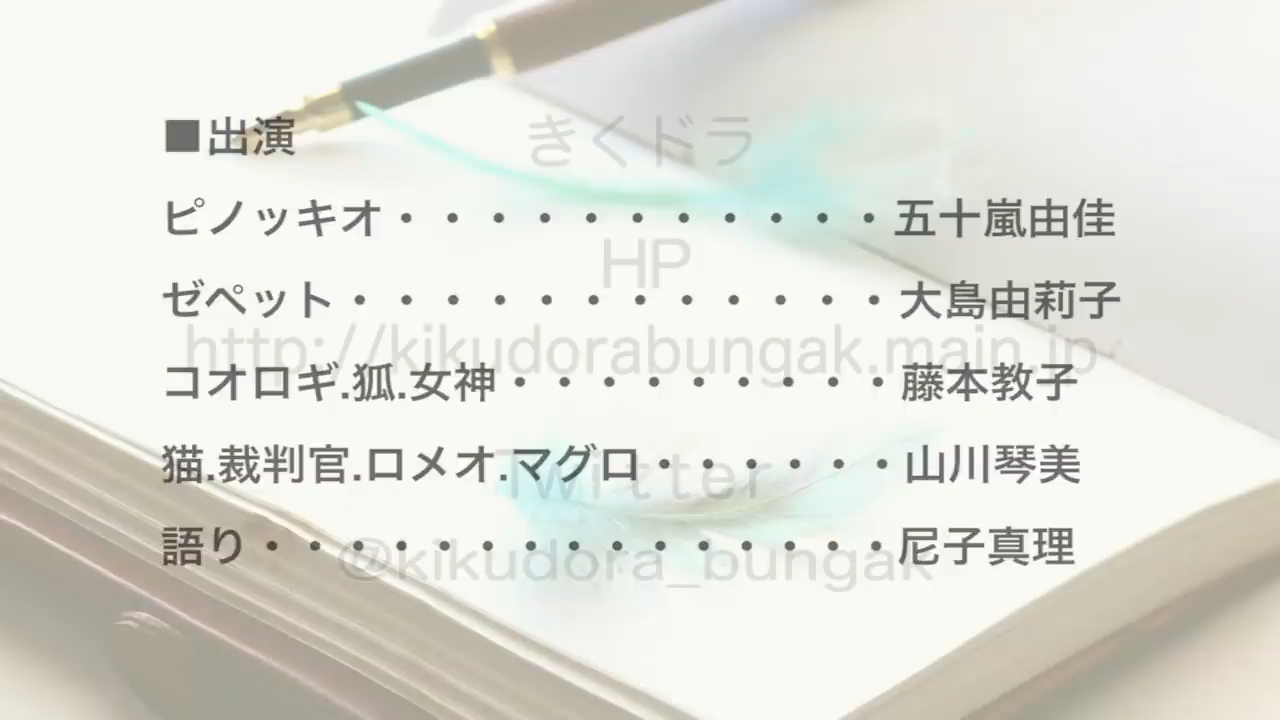 ■出演
きくドラ
ピノッキオ・・・・・・・・・・・五十嵐由佳
HP
ゼペット・・・・・・・・・・・・大島由莉子
http://kikudorabungak.main.jp
コオロギ.狐.女神・・・・・・・・・藤本教子
猫.裁判官.ロメオ.マグロ・・・・・・山川琴美
Twitter
語り・・・・・・・・・・・・・・・尼子真理
@kikudora_bungak